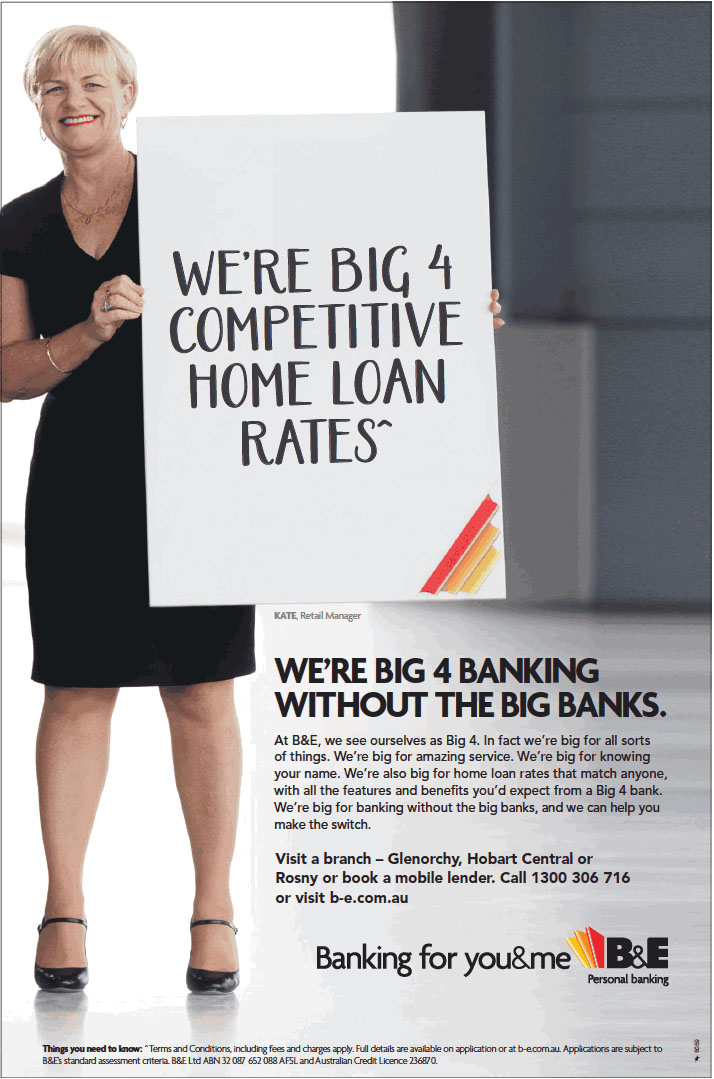 WE'RE BIG 4
COMPETITIVE
HOME LOAN
RATES^
KATE, Retail Manager
WE'RE BIG 4 BANKING
WITHOUT THE BIG BANKS.
At B&E, we see ourselves as Big 4. In fact we're big for all sorts
of things. We're big for amazing service. We're big for knowing
your name. We're also big for home loan rates that match anyone,
with all the features and benefits you'd expect from a Big 4 bank.
We're big for banking without the big banks, and we can help you
make the switch.
Visit a branch – Glenorchy, Hobart Central or
Rosny or book a mobile lender. Call 1300 306 716
or visit b-e.com.au
Banking for you&me
B&E
Personal banking
Things you need to know: ^Terms and Conditions, including fees and charges apply. Full details are available on application or at b-e.com.au. Applications are subject to
B&E's standard assessment criteria. B&E Ltd ABN 32 087 652 088 AFSL and Australian Credit Licence 236870.